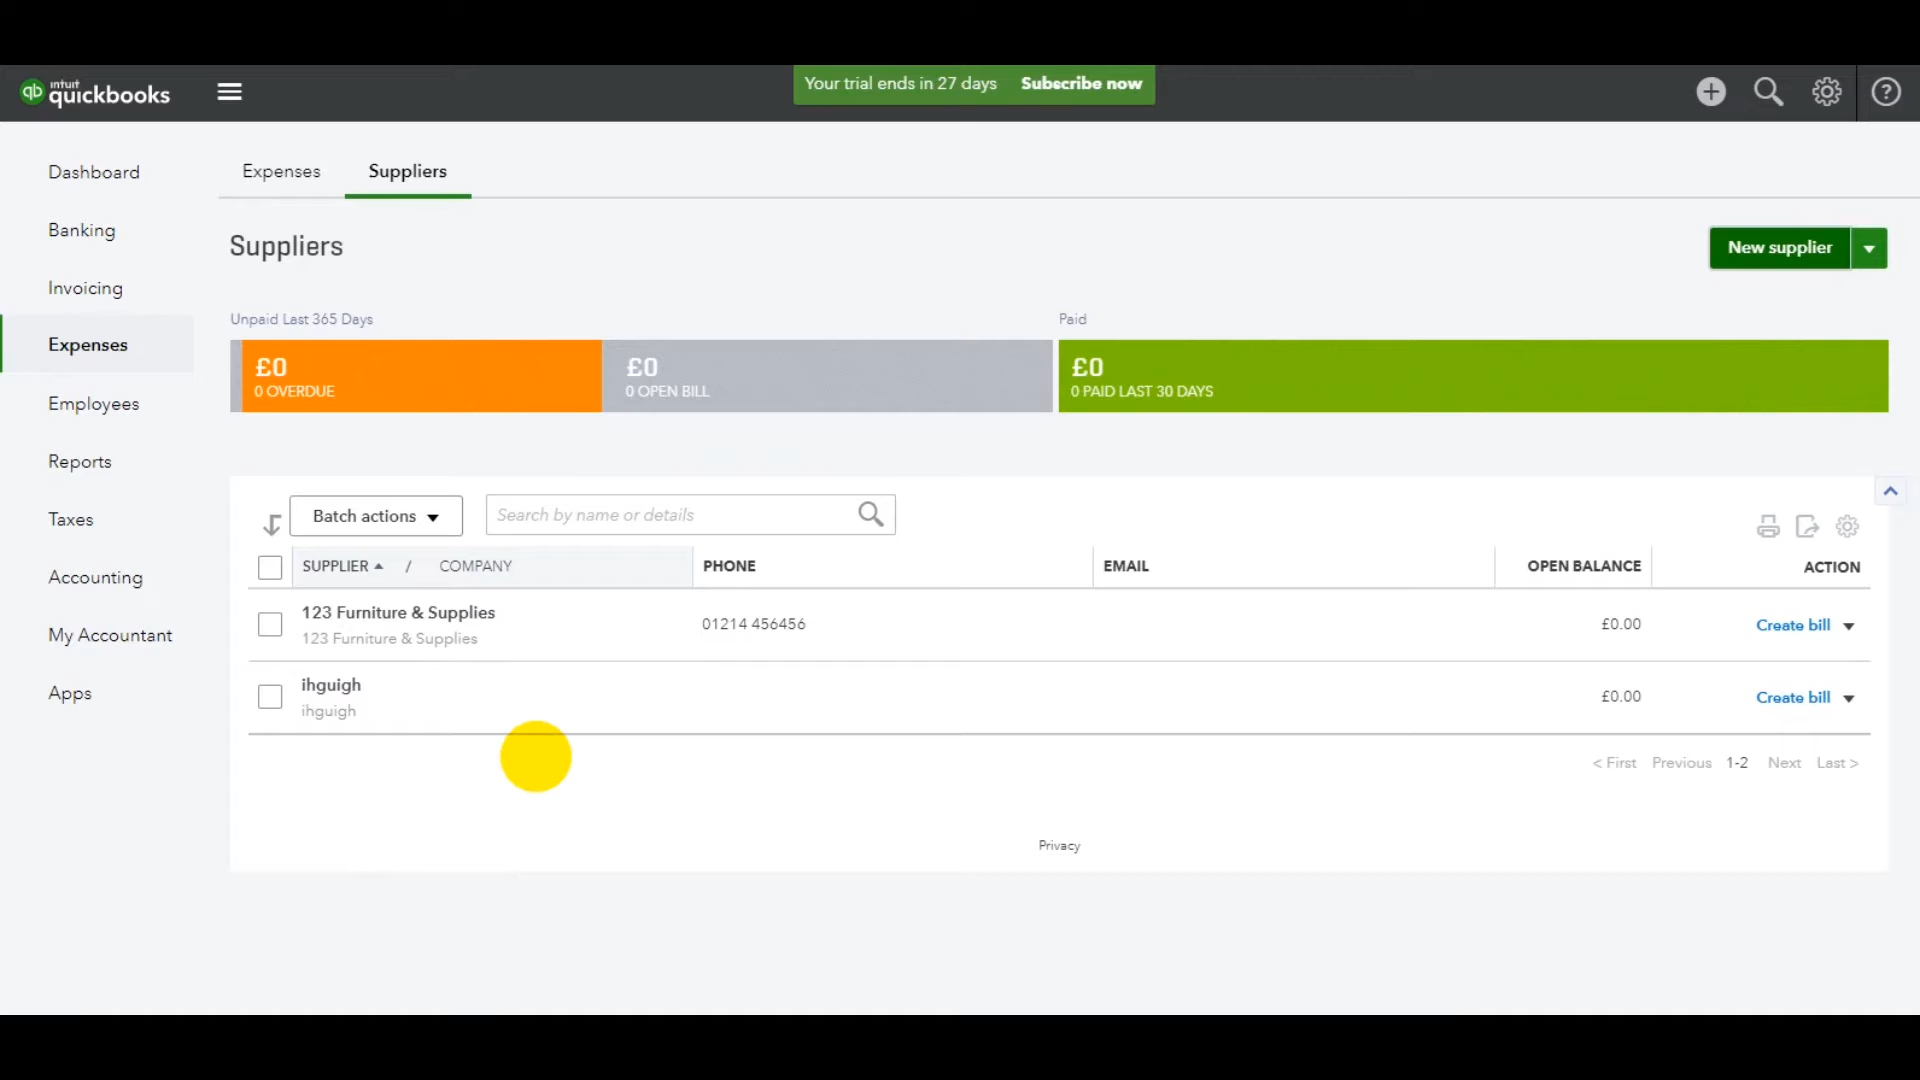 intuit
quickbooks
Your trial ends in 27 days Subscribe now
Dashboard
Banking
Invoicing
Expenses
Employees
Reports
Taxes
Accounting
My Accountant
Apps
Expenses Suppliers
Suppliers
New supplier
Unpaid Last 365 Days Paid
£0 £0 £0
0 OVERDUE 0 OPEN BILL 0 PAID LAST 30 DAYS
Batch actions Search by name or details
SUPPLIER / COMPANY PHONE EMAIL OPEN BALANCE ACTION
123 Furniture & Supplies
123 Furniture & Supplies 01214 456456 £0.00 Create bill
ihguigh
ihguigh £0.00 Create bill
< First Previous 1-2 Next Last >
Privacy